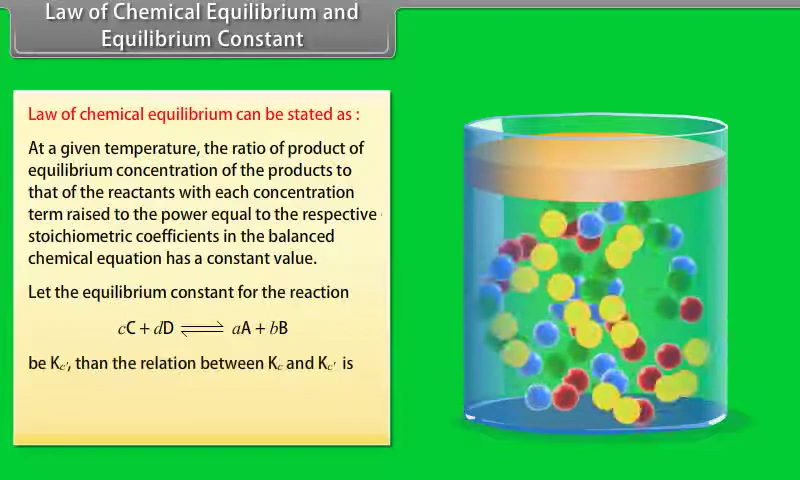 Law of Chemical Equilibrium and
Equilibrium Constant
Law of chemical equilibrium can be stated as :
At a given temperature, the ratio of product of
equilibrium concentration of the products to
that of the reactants with each concentration
term raised to the power equal to the respective
stoichiometric coefficients in the balanced
chemical equation has a constant value.
Let the equilibrium constant for the reaction
cC + dD ⇌ aA + bB
be Kc', than the relation between Kc and Kc' is